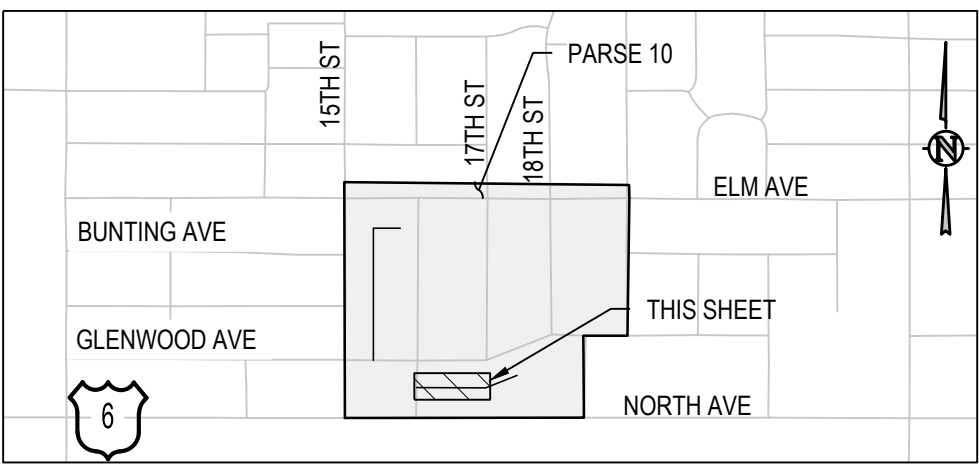 PARSE 10
15TH ST
17TH ST
18TH ST
N
ELM AVE
BUNTING AVE
THIS SHEET
GLENWOOD AVE
6
NORTH AVE